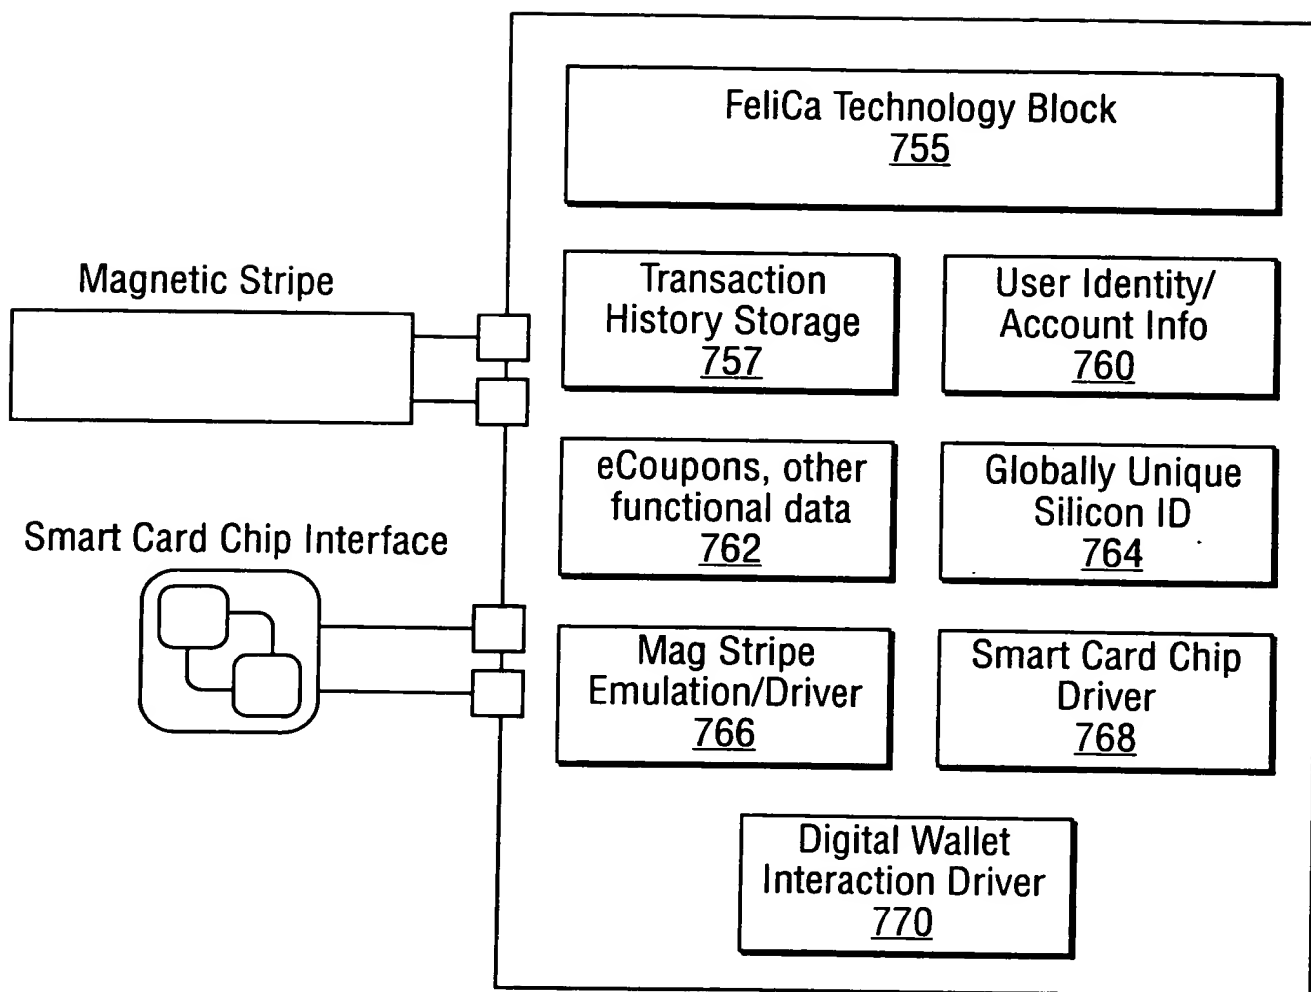 FeliCa Technology Block
755
Magnetic Stripe
Transaction
History Storage
757
User Identity/
Account Info
760
eCoupons, other
functional data
762
Globally Unique
Silicon ID
764
Smart Card Chip Interface
Mag Stripe
Emulation/Driver
766
Smart Card Chip
Driver
768
Digital Wallet
Interaction Driver
770